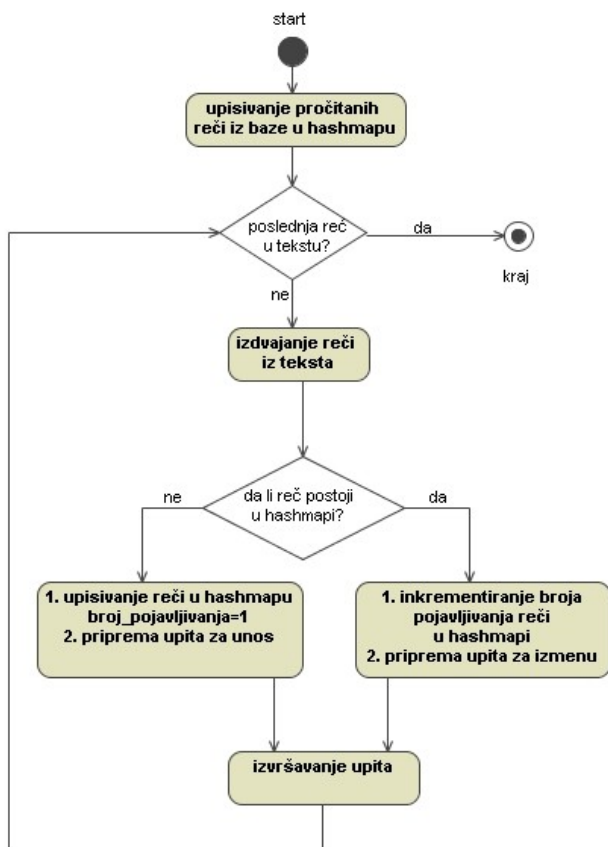 start
upisivanje pročitanih
reči iz baze u hashmapu
poslednja reč
u tekstu?
da
kraj
ne
izdvajanje reči
iz teksta
ne
da li reč postoji
u hashmapi?
da
1. upisivanje reči u hashmapu
broj_pojavljivanja=1
2. priprema upita za unos
1. inkrementiranje broja
pojavljivanja reči
u hashmapi
2. priprema upita za izmenu
izvršavanje upita